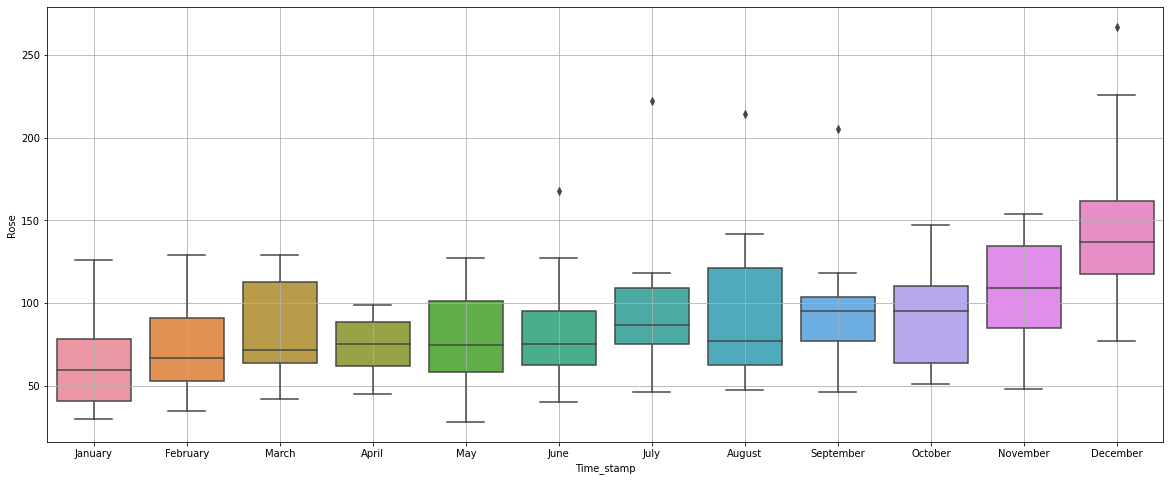 250
200
150
100
50
Rose
January February March April May June July August September October November December
Time_stamp